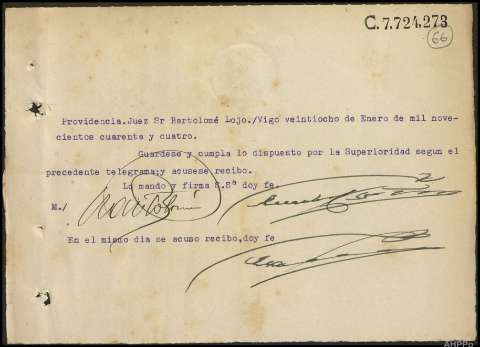 C.7.724.273
66
Providencia.Juez Sr Bartolomé Lojo./Vigo veintiocho de Enero de mil nove-
cientos cuarenta y cuatro.
Guardese y cumpla lo dispuesto por la Superioridad segun el
precedente telegrama;y acusese recibo.
Lo mando y firma S.Sª doy fe
M./
Bartolomé
En el mismo dia se acuso recibo,doy fe
AHPPo